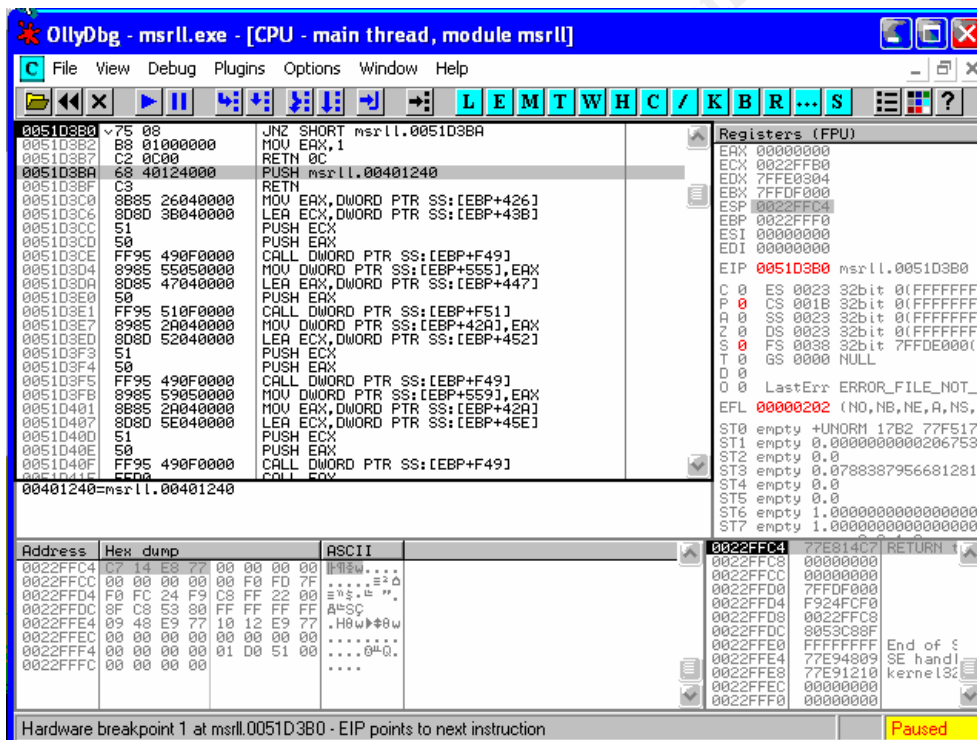 OllyDbg - msrll.exe - [CPU - main thread, module msrll]
C File View Debug Plugins Options Window Help
L E M T W H C / K B R ... S ?
0051D3B0 75 08 JNZ SHORT msrll.0051D3BA
0051D3B2 B8 01000000 MOV EAX,1
0051D3B7 C2 0C00 RETN 0C
0051D3BA 68 40124000 PUSH msrll.00401240
0051D3BF C3 RETN
0051D3C0 8B85 26040000 MOV EAX,DWORD PTR SS:[EBP+426]
0051D3C6 8D8D 3B040000 LEA ECX,DWORD PTR SS:[EBP+43B]
0051D3CC 51 PUSH ECX
0051D3CD 50 PUSH EAX
0051D3CE FF95 490F0000 CALL DWORD PTR SS:[EBP+F49]
0051D3D4 8985 55050000 MOV DWORD PTR SS:[EBP+555],EAX
0051D3DA 8D85 47040000 LEA EAX,DWORD PTR SS:[EBP+447]
0051D3E0 50 PUSH EAX
0051D3E1 FF95 510F0000 CALL DWORD PTR SS:[EBP+F51]
0051D3E7 8985 2A040000 MOV DWORD PTR SS:[EBP+42A],EAX
0051D3ED 8D8D 52040000 LEA ECX,DWORD PTR SS:[EBP+452]
0051D3F3 51 PUSH ECX
0051D3F4 50 PUSH EAX
0051D3F5 FF95 490F0000 CALL DWORD PTR SS:[EBP+F49]
0051D3FB 8985 59050000 MOV DWORD PTR SS:[EBP+559],EAX
0051D401 8B85 2A040000 MOV EAX,DWORD PTR SS:[EBP+42A]
0051D407 8D8D 5E040000 LEA ECX,DWORD PTR SS:[EBP+45E]
0051D40D 51 PUSH ECX
0051D40E 50 PUSH EAX
0051D40F FF95 490F0000 CALL DWORD PTR SS:[EBP+F49]
00401240=msrll.00401240
Registers (FPU)
EAX 00000000
ECX 0022FFB0
EDX 7FFE0304
EBX 7FFDF000
ESP 0022FFC4
EBP 0022FFF0
ESI 00000000
EDI 00000000
EIP 0051D3B0 msrll.0051D3B0
C 0 ES 0023 32bit 0(FFFFFFFF
P 0 CS 001B 32bit 0(FFFFFFFF
A 0 SS 0023 32bit 0(FFFFFFFF
Z 0 DS 0023 32bit 0(FFFFFFFF
S 0 FS 0038 32bit 7FFDE000(
T 0 GS 0000 NULL
D 0
O 0 LastErr ERROR_FILE_NOT_
EFL 00000202 (NO,NB,NE,A,NS,
ST0 empty +UNORM 17B2 77F517
ST1 empty 0.0000000000206753
ST2 empty 0.0
ST3 empty 0.0788387956681281
ST4 empty 0.0
ST5 empty 0.0
ST6 empty 1.0000000000000000
ST7 empty 1.0000000000000000
Address Hex dump ASCII
0022FFC4 C7 14 E8 77 00 00 00 00
0022FFCC 00 00 00 00 00 F0 FD 7F
0022FFD4 F0 FC 24 F9 C8 FF 22 00
0022FFDC 8F C8 53 80 FF FF FF FF
0022FFE4 09 48 E9 77 10 12 E9 77
0022FFEC 00 00 00 00 00 00 00 00
0022FFF4 00 00 00 00 01 D0 51 00
0022FFFC 00 00 00 00
0022FFC4 77E814C7 RETURN t
0022FFC8 00000000
0022FFCC 00000000
0022FFD0 7FFDF000
0022FFD4 F924FCF0
0022FFD8 0022FFC8
0022FFDC 8053C88F
0022FFE0 FFFFFFFF End of S
0022FFE4 77E94809 SE handl
0022FFE8 77E91210 kernel32
0022FFEC 00000000
0022FFF0 00000000
Hardware breakpoint 1 at msrll.0051D3B0 - EIP points to next instruction Paused